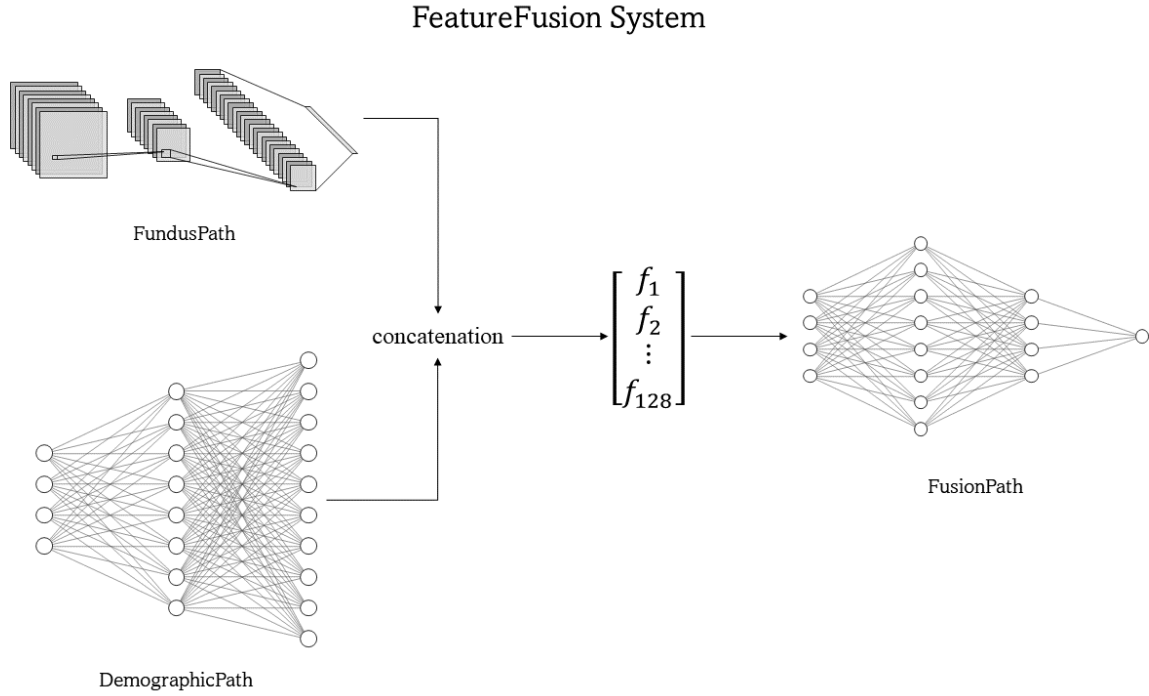 FeatureFusion System
FundusPath
concatenation
f₁
f₂
⋮
f₁₂₈
FusionPath
DemographicPath